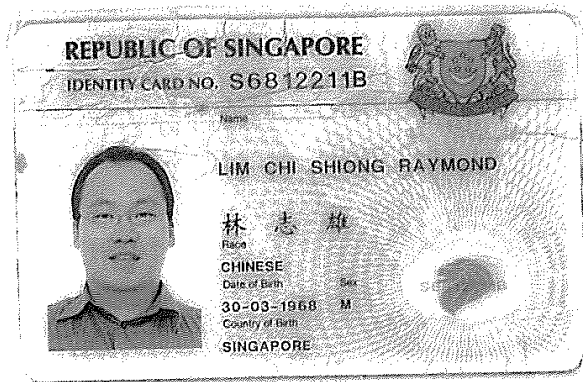 REPUBLIC OF SINGAPORE
IDENTITY CARD NO. S6812211B
Name
LIM CHI SHIONG RAYMOND
林 志 雄
Race
CHINESE
Date of Birth Sex
30-03-1968 M
Country of Birth
SINGAPORE